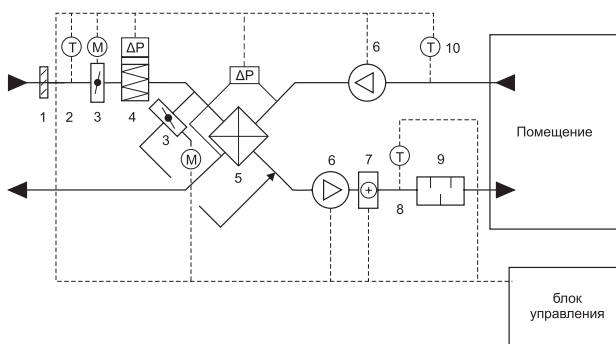 T M ΔP 6 T 10
ΔP
1 2 3 4
3
Помещение
M 5 6 7 T 9
8
блок
управления